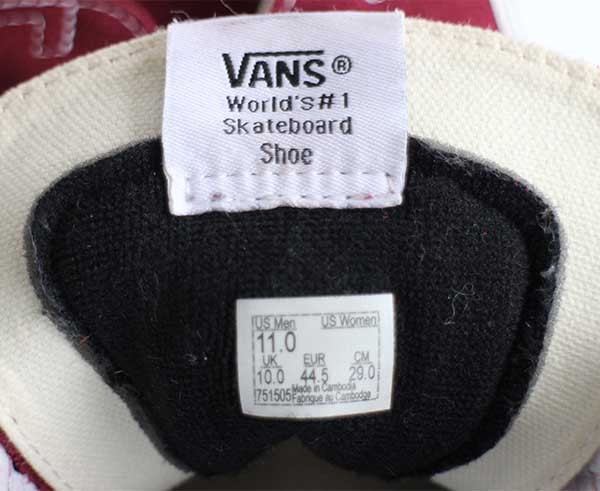 VANS®
World's#1
Skateboard
Shoe
US Men US Women
11.0
UK EUR CM
10.0 44.5 29.0
!751505 Made in Cambodia
Fabriqué au Cambodge